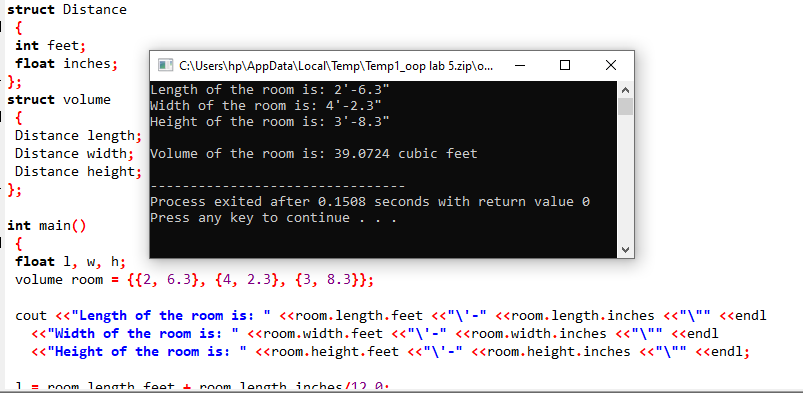 struct Distance
{
int feet;
float inches;
};
struct volume
{
Distance length;
Distance width;
Distance height;
};
int main()
{
float l, w, h;
volume room = {{2, 6.3}, {4, 2.3}, {3, 8.3}};
cout <<"Length of the room is: " <<room.length.feet <<"\'-" <<room.length.inches <<"\"" <<endl
<<"Width of the room is: " <<room.width.feet <<"\'-" <<room.width.inches <<"\"" <<endl
<<"Height of the room is: " <<room.height.feet <<"\'-" <<room.height.inches <<"\"" <<endl;
l = room.length.feet + room.length.inches/12.0;
C:\Users\hp\AppData\Local\Temp\Temp1_oop lab 5.zip\o...
Length of the room is: 2'-6.3"
Width of the room is: 4'-2.3"
Height of the room is: 3'-8.3"
Volume of the room is: 39.0724 cubic feet
--------------------------------
Process exited after 0.1508 seconds with return value 0
Press any key to continue . . .